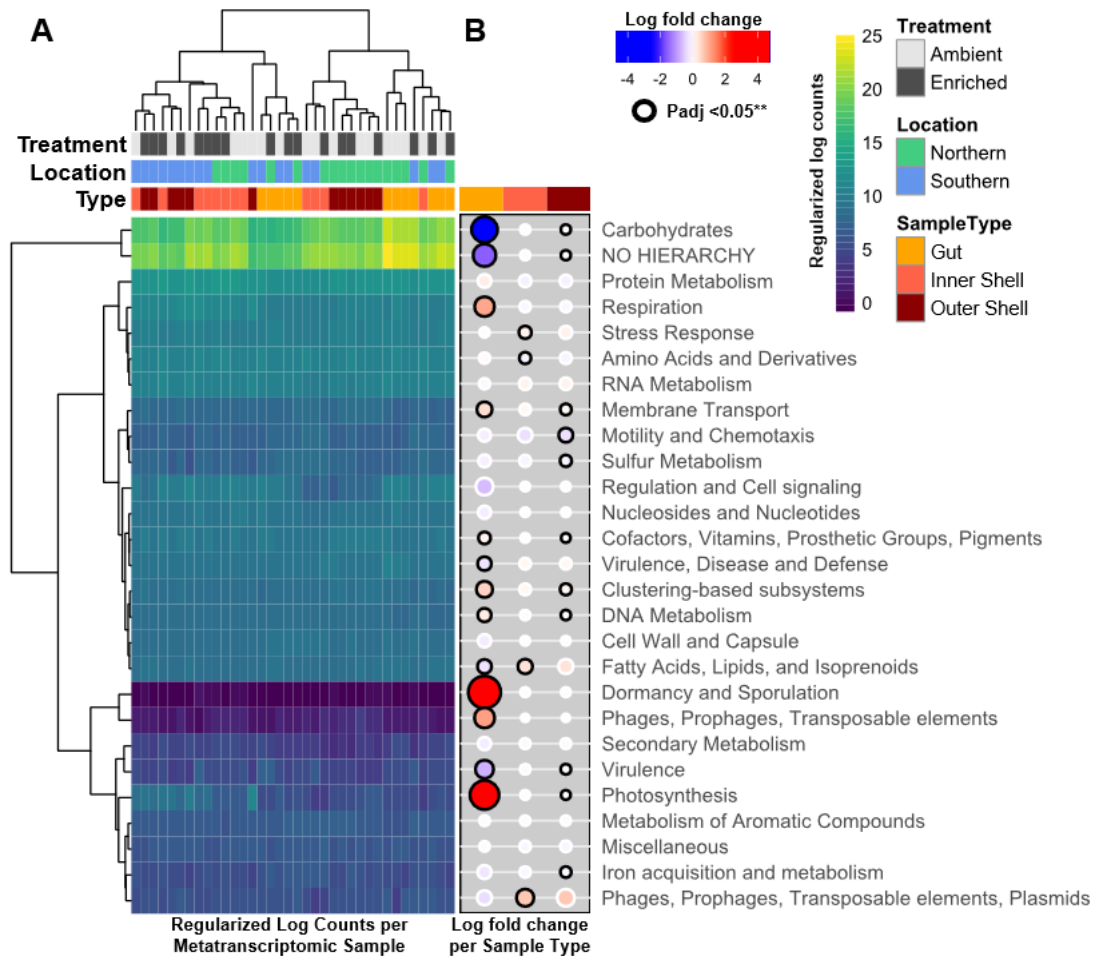 A
B
Log fold change
-4 -2 0 2 4
Padj <0.05**
Regularized log counts
25
20
15
10
5
0
Treatment
Ambient
Enriched
Location
Northern
Southern
SampleType
Gut
Inner Shell
Outer Shell
Treatment
Location
Type
Carbohydrates
NO HIERARCHY
Protein Metabolism
Respiration
Stress Response
Amino Acids and Derivatives
RNA Metabolism
Membrane Transport
Motility and Chemotaxis
Sulfur Metabolism
Regulation and Cell signaling
Nucleosides and Nucleotides
Cofactors, Vitamins, Prosthetic Groups, Pigments
Virulence, Disease and Defense
Clustering-based subsystems
DNA Metabolism
Cell Wall and Capsule
Fatty Acids, Lipids, and Isoprenoids
Dormancy and Sporulation
Phages, Prophages, Transposable elements
Secondary Metabolism
Virulence
Photosynthesis
Metabolism of Aromatic Compounds
Miscellaneous
Iron acquisition and metabolism
Phages, Prophages, Transposable elements, Plasmids
Regularized Log Counts per
Metatranscriptomic Sample
Log fold change
per Sample Type